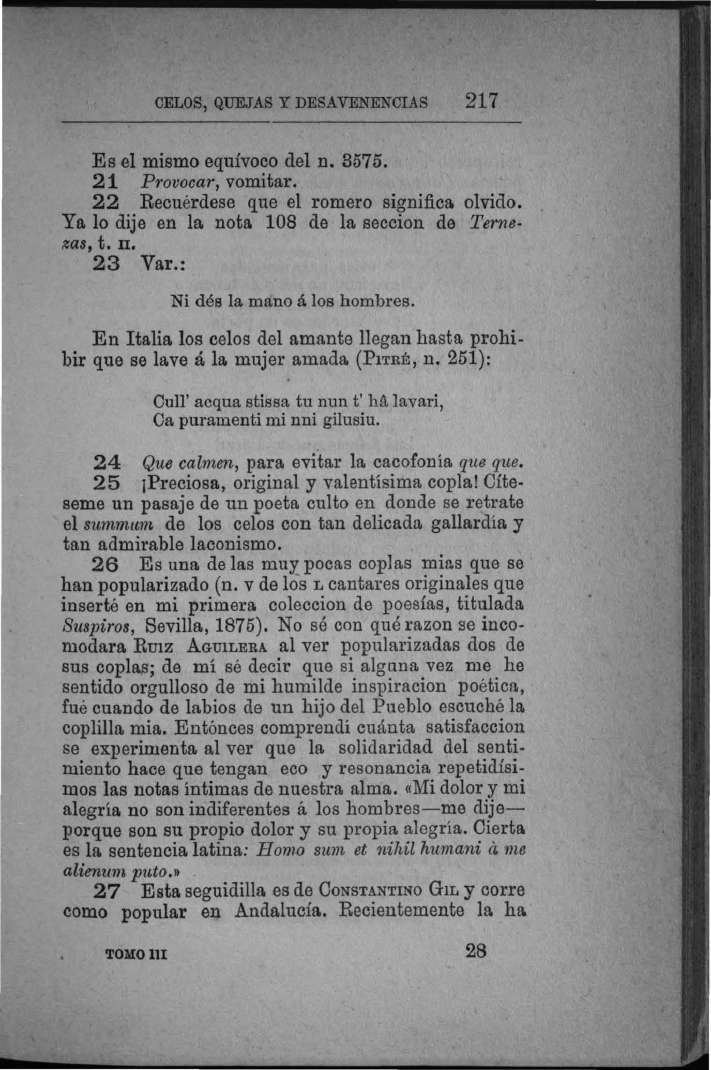 CELOS, QUEJAS Y DESAVENENCIAS 217
Es el mismo equívoco del n. 3575.
21 Provocar, vomitar.
22 Recuérdese que el romero significa olvido.
Ya lo dije en la nota 108 de la seccion de Terne-
zas, t. II.
23 Var.:
Ni dés la mano á los hombres.
En Italia los celos del amante llegan hasta prohi-
bir que se lave á la mujer amada (PITRÉ, n. 251):
Cull' acqua stissa tu nun t' hâ lavari,
Ca puramenti mi nni gilusiu.
24 Que calmen, para evitar la cacofonía que que.
25 ¡Preciosa, original y valentísima copla! Cíte-
seme un pasaje de un poeta culto en donde se retrate
el summum de los celos con tan delicada gallardía y
tan admirable laconismo.
26 Es una de las muy pocas coplas mias que se
han popularizado (n. V de los L cantares originales que
inserté en mi primera coleccion de poesías, titulada
Suspiros, Sevilla, 1875). No sé con qué razon se inco-
modara RUIZ AGUILERA al ver popularizadas dos de
sus coplas; de mí sé decir que si alguna vez me he
sentido orgulloso de mi humilde inspiracion poética,
fué cuando de labios de un hijo del Pueblo escuché la
coplilla mia. Entónces comprendí cuánta satisfaccion
se experimenta al ver que la solidaridad del senti-
miento hace que tengan eco y resonancia repetidísi-
mos las notas íntimas de nuestra alma. «Mi dolor y mi
alegría no son indiferentes á los hombres—me dije—
porque son su propio dolor y su propia alegría. Cierta
es la sentencia latina: Homo sum et nihil humani à me
alienum puto.»
27 Esta seguidilla es de CONSTANTINO GIL y corre
como popular en Andalucía. Recientemente la ha
TOMO III 28